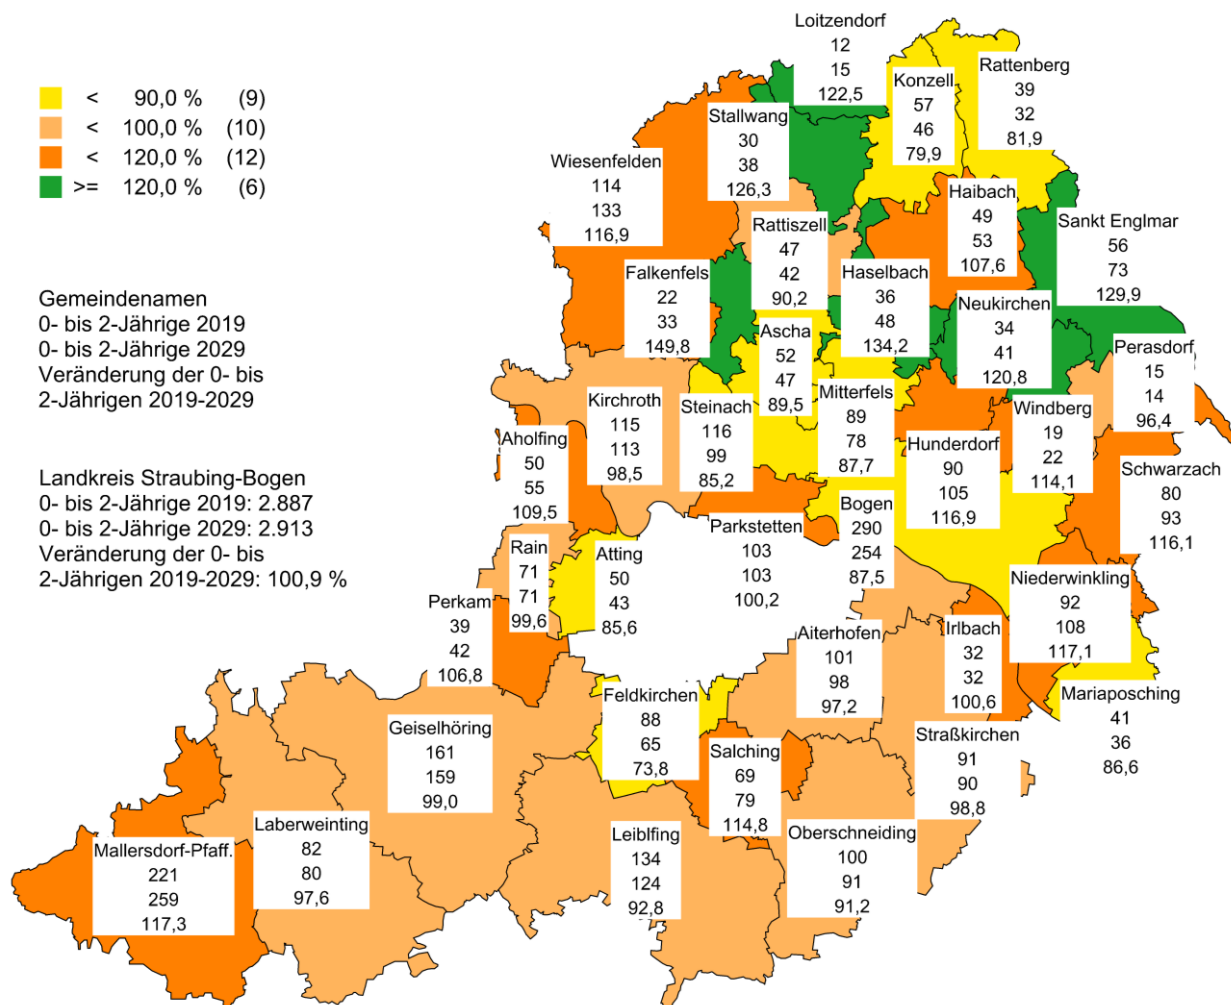 < 90,0 % (9)
< 100,0 % (10)
< 120,0 % (12)
>= 120,0 % (6)
Gemeindenamen
0- bis 2-Jährige 2019
0- bis 2-Jährige 2029
Veränderung der 0- bis
2-Jährigen 2019-2029
Landkreis Straubing-Bogen
0- bis 2-Jährige 2019: 2.887
0- bis 2-Jährige 2029: 2.913
Veränderung der 0- bis
2-Jährigen 2019-2029: 100,9 %
Loitzendorf
12
15
122,5
Konzell
57
46
79,9
Rattenberg
39
32
81,9
Stallwang
30
38
126,3
Wiesenfelden
114
133
116,9
Haibach
49
53
107,6
Sankt Englmar
56
73
129,9
Rattiszell
47
42
90,2
Falkenfels
22
33
149,8
Haselbach
36
48
134,2
Neukirchen
34
41
120,8
Ascha
52
47
89,5
Perasdorf
15
14
96,4
Kirchroth
115
113
98,5
Steinach
116
99
85,2
Mitterfels
89
78
87,7
Windberg
19
22
114,1
Aholfing
50
55
109,5
Hunderdorf
90
105
116,9
Schwarzach
80
93
116,1
Bogen
290
254
87,5
Parkstetten
103
103
100,2
Rain
71
71
99,6
Atting
50
43
85,6
Niederwinkling
92
108
117,1
Perkam
39
42
106,8
Aiterhofen
101
98
97,2
Irlbach
32
32
100,6
Mariaposching
41
36
86,6
Feldkirchen
88
65
73,8
Geiselhöring
161
159
99,0
Straßkirchen
91
90
98,8
Salching
69
79
114,8
Laberweinting
82
80
97,6
Leiblfing
134
124
92,8
Oberschneiding
100
91
91,2
Mallersdorf-Pfaff.
221
259
117,3